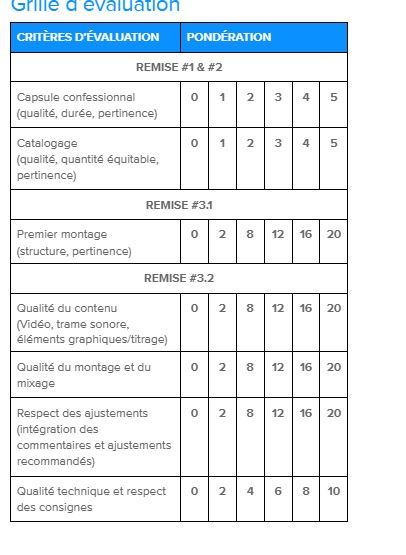 Grille d'évaluation
CRITÈRES D'ÉVALUATION PONDÉRATION
REMISE #1 & #2
Capsule confessionnal 0 1 2 3 4 5
(qualité, durée, pertinence)
Catalogage 0 1 2 3 4 5
(qualité, quantité équitable,
pertinence)
REMISE #3.1
Premier montage 0 2 8 12 16 20
(structure, pertinence)
REMISE #3.2
Qualité du contenu 0 2 8 12 16 20
(Vidéo, trame sonore,
éléments graphiques/titrage)
Qualité du montage et du 0 2 8 12 16 20
mixage
Respect des ajustements 0 2 8 12 16 20
(intégration des
commentaires et ajustements
recommandés)
Qualité technique et respect 0 2 4 6 8 10
des consignes